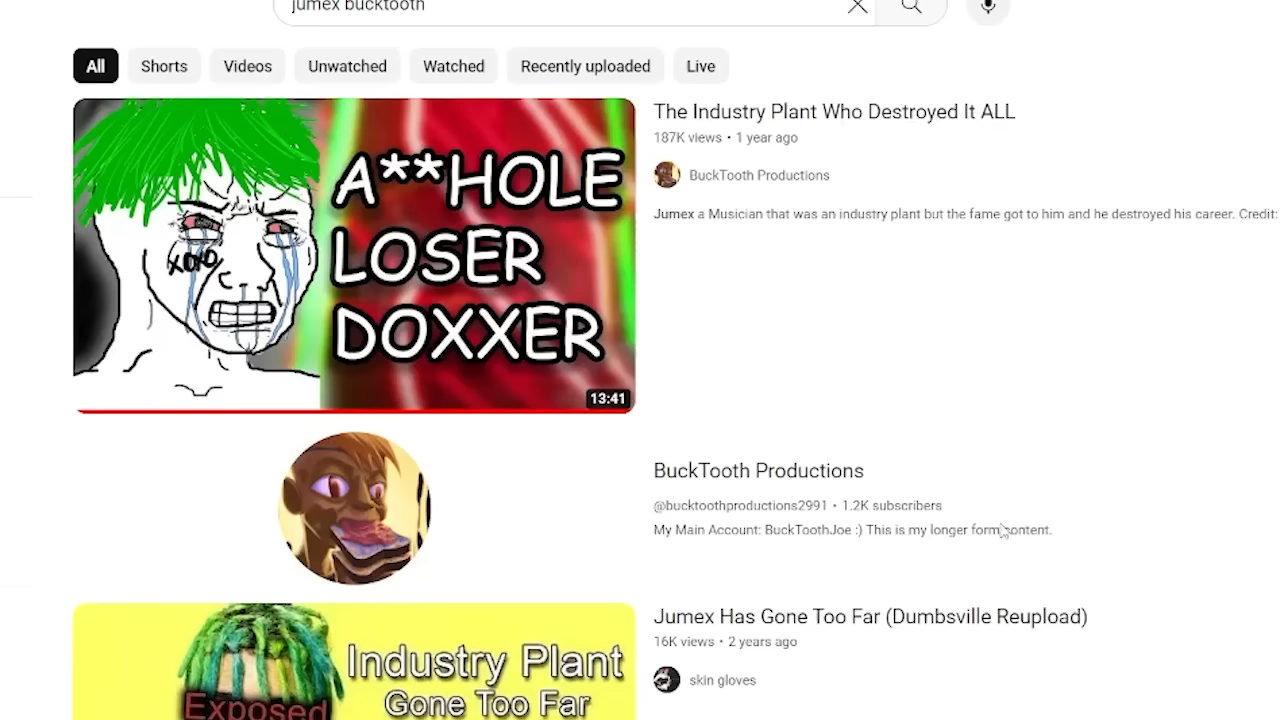 jumex bucktooth
All Shorts Videos Unwatched Watched Recently uploaded Live
A**HOLE
LOSER
DOXXER
xoxo
13:41
The Industry Plant Who Destroyed It ALL
187K views • 1 year ago
BuckTooth Productions
Jumex a Musician that was an industry plant but the fame got to him and he destroyed his career. Credit:
BuckTooth Productions
@bucktoothproductions2991 • 1.2K subscribers
My Main Account: BuckToothJoe :) This is my longer form content.
Industry Plant
Gone Too Far
Exposed
Jumex Has Gone Too Far (Dumbsville Reupload)
16K views • 2 years ago
skin gloves